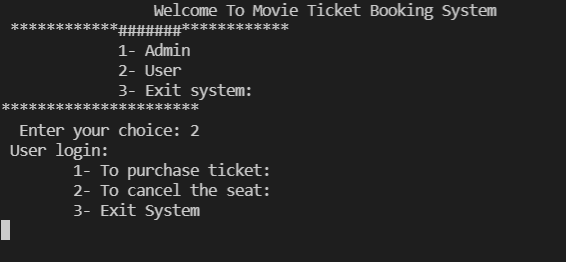 Welcome To Movie Ticket Booking System
************#######************
1- Admin
2- User
3- Exit system:
**********************
Enter your choice: 2
User login:
1- To purchase ticket:
2- To cancel the seat:
3- Exit System